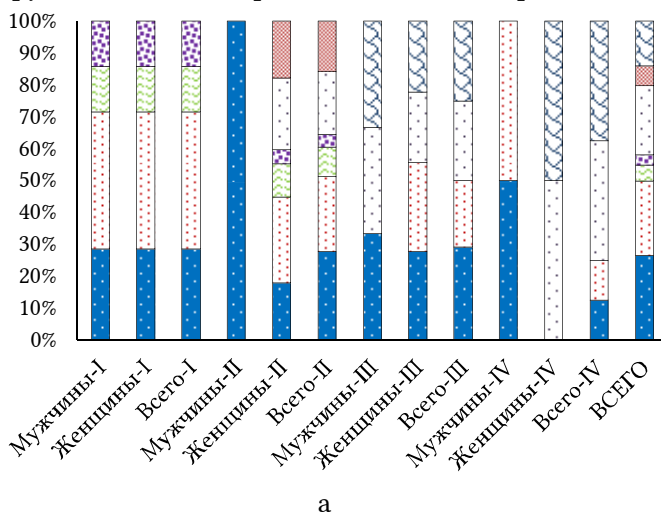 100%
90%
80%
70%
60%
50%
40%
30%
20%
10%
0%
Мужчины-I
Женщины-I
Всего-I
Мужчины-II
Женщины-II
Всего-II
Мужчины-III
Женщины-III
Всего-III
Мужчины-IV
Женщины-IV
Всего-IV
ВСЕГО
а